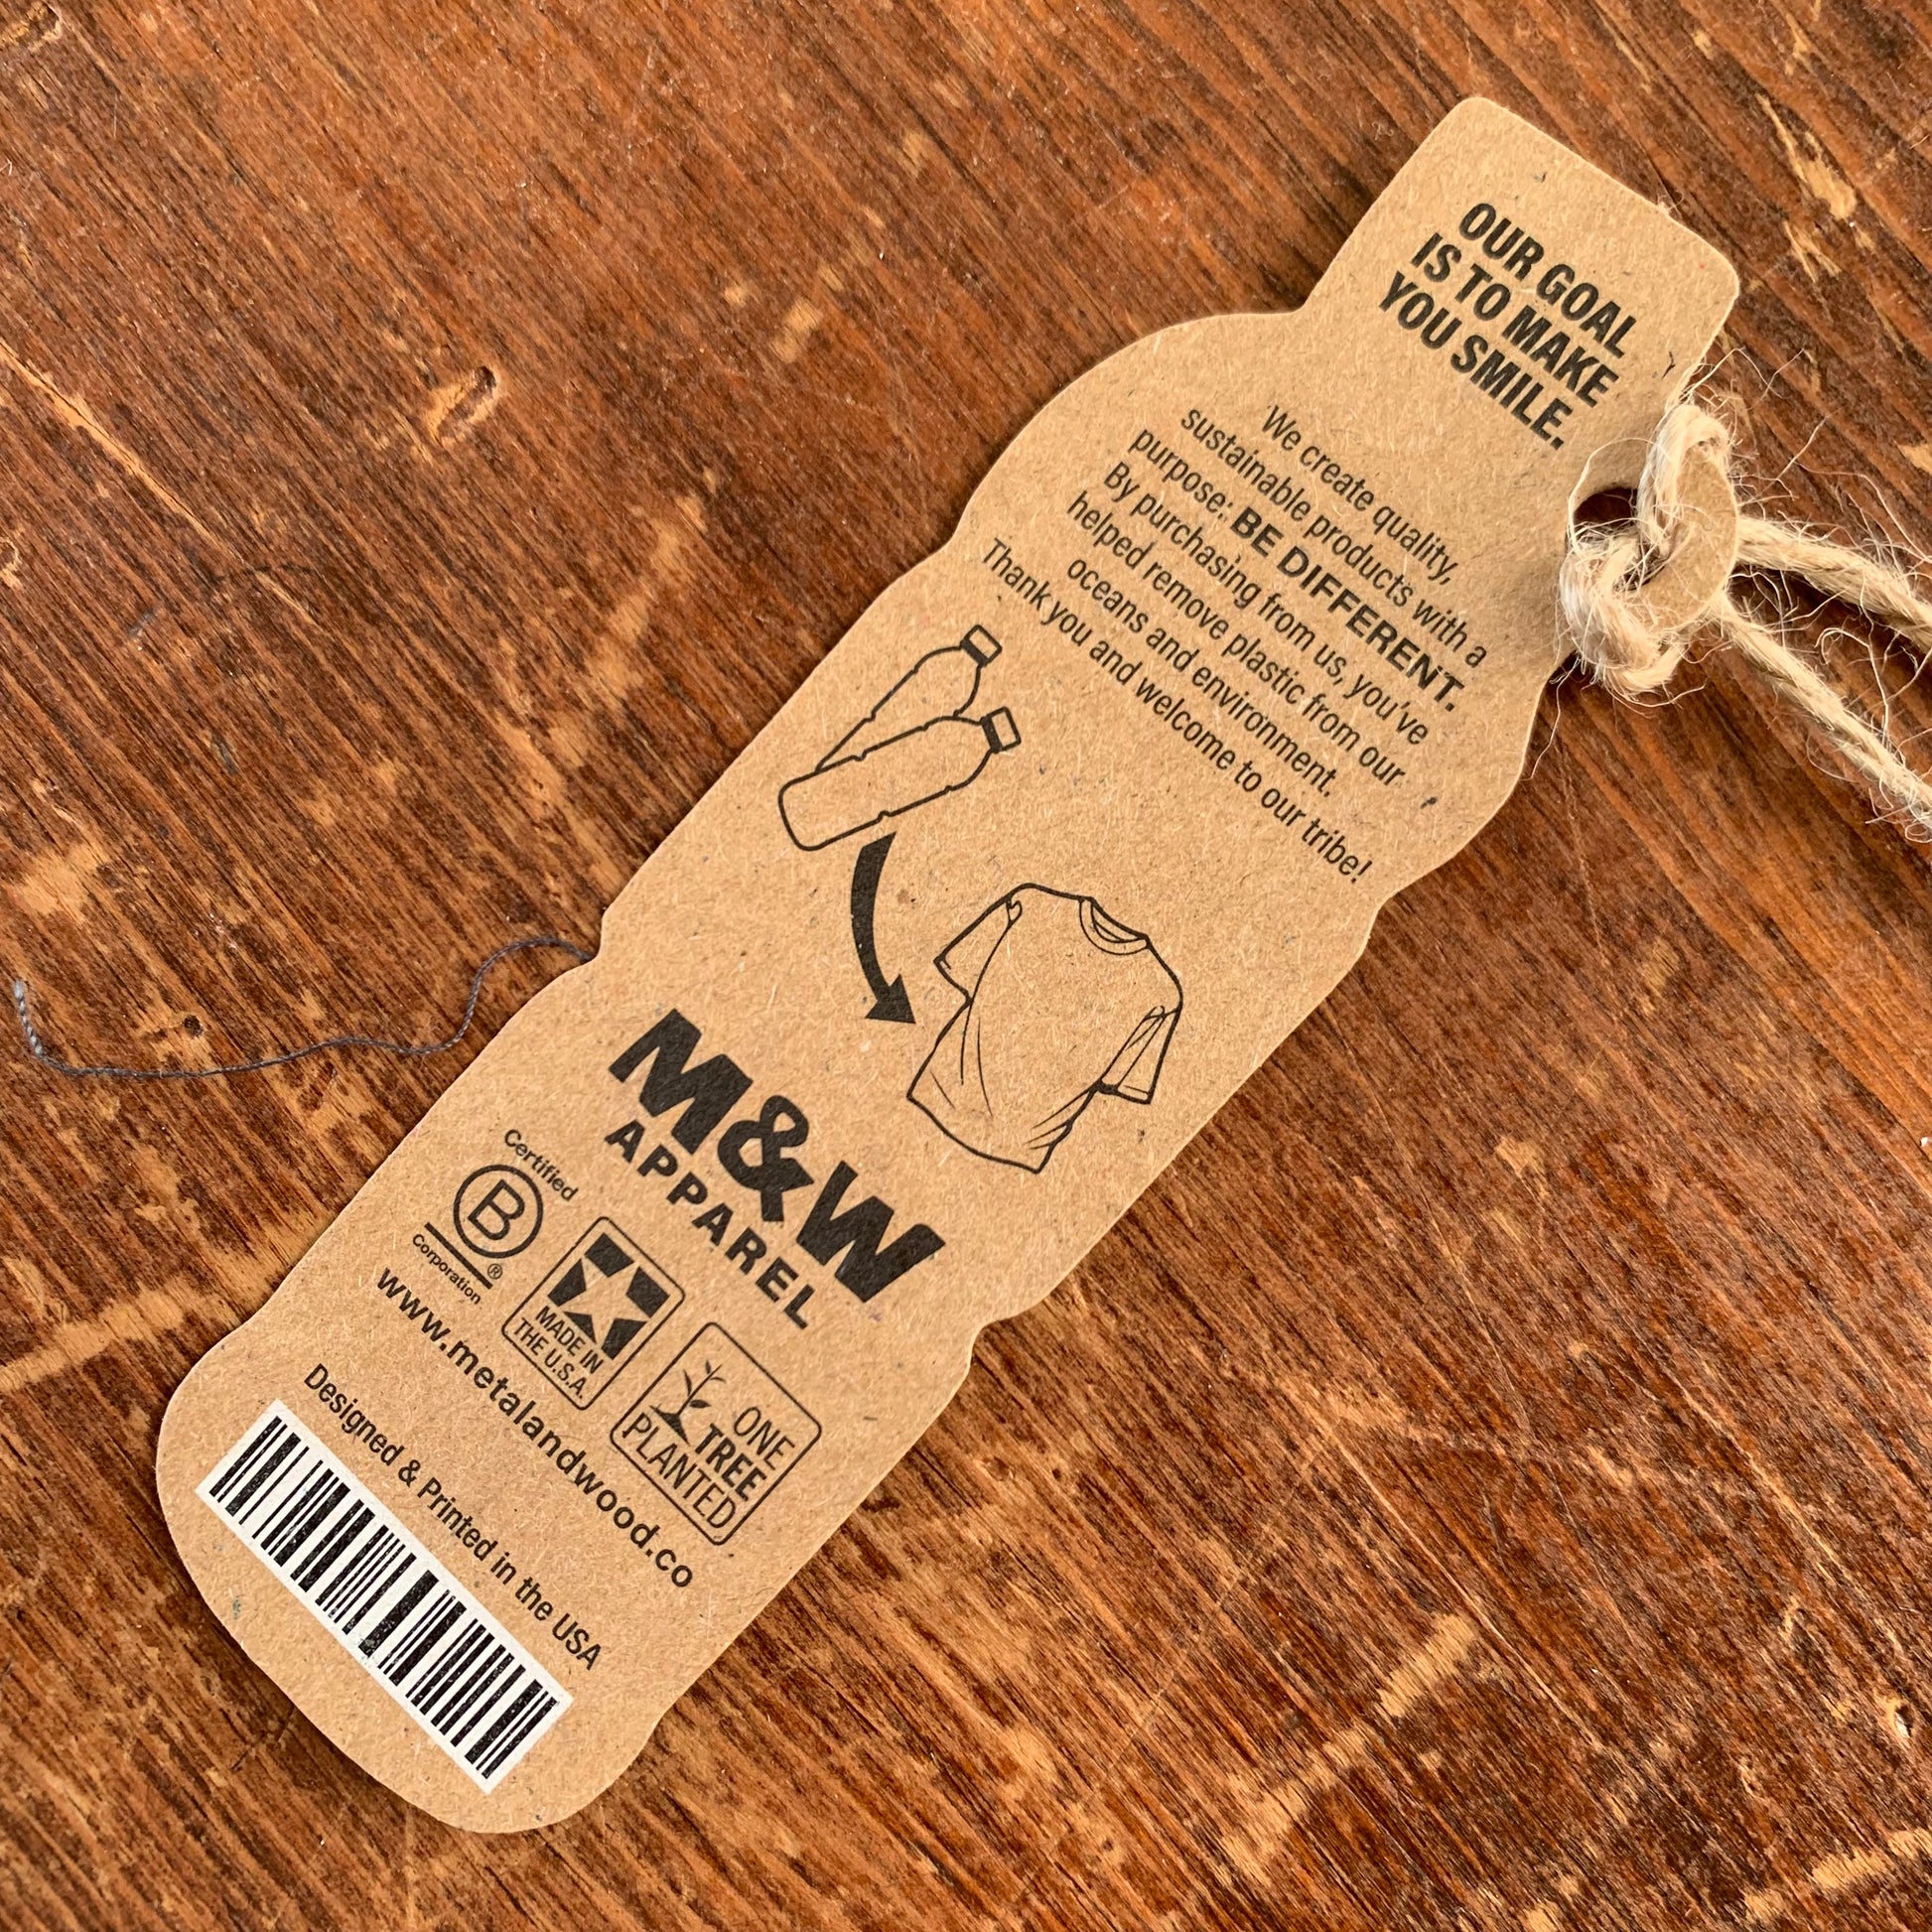 OUR GOAL
IS TO MAKE
YOU SMILE.
We create quality,
sustainable products with a
purpose: BE DIFFERENT.
By purchasing from us, you've
helped remove plastic from our
oceans and environment.
Thank you and welcome to our tribe!
M&W
APPAREL
Certified
B
®
Corporation
MADE IN
THE U.S.A.
ONE
TREE
PLANTED
www.metalandwood.co
Designed & Printed in the USA